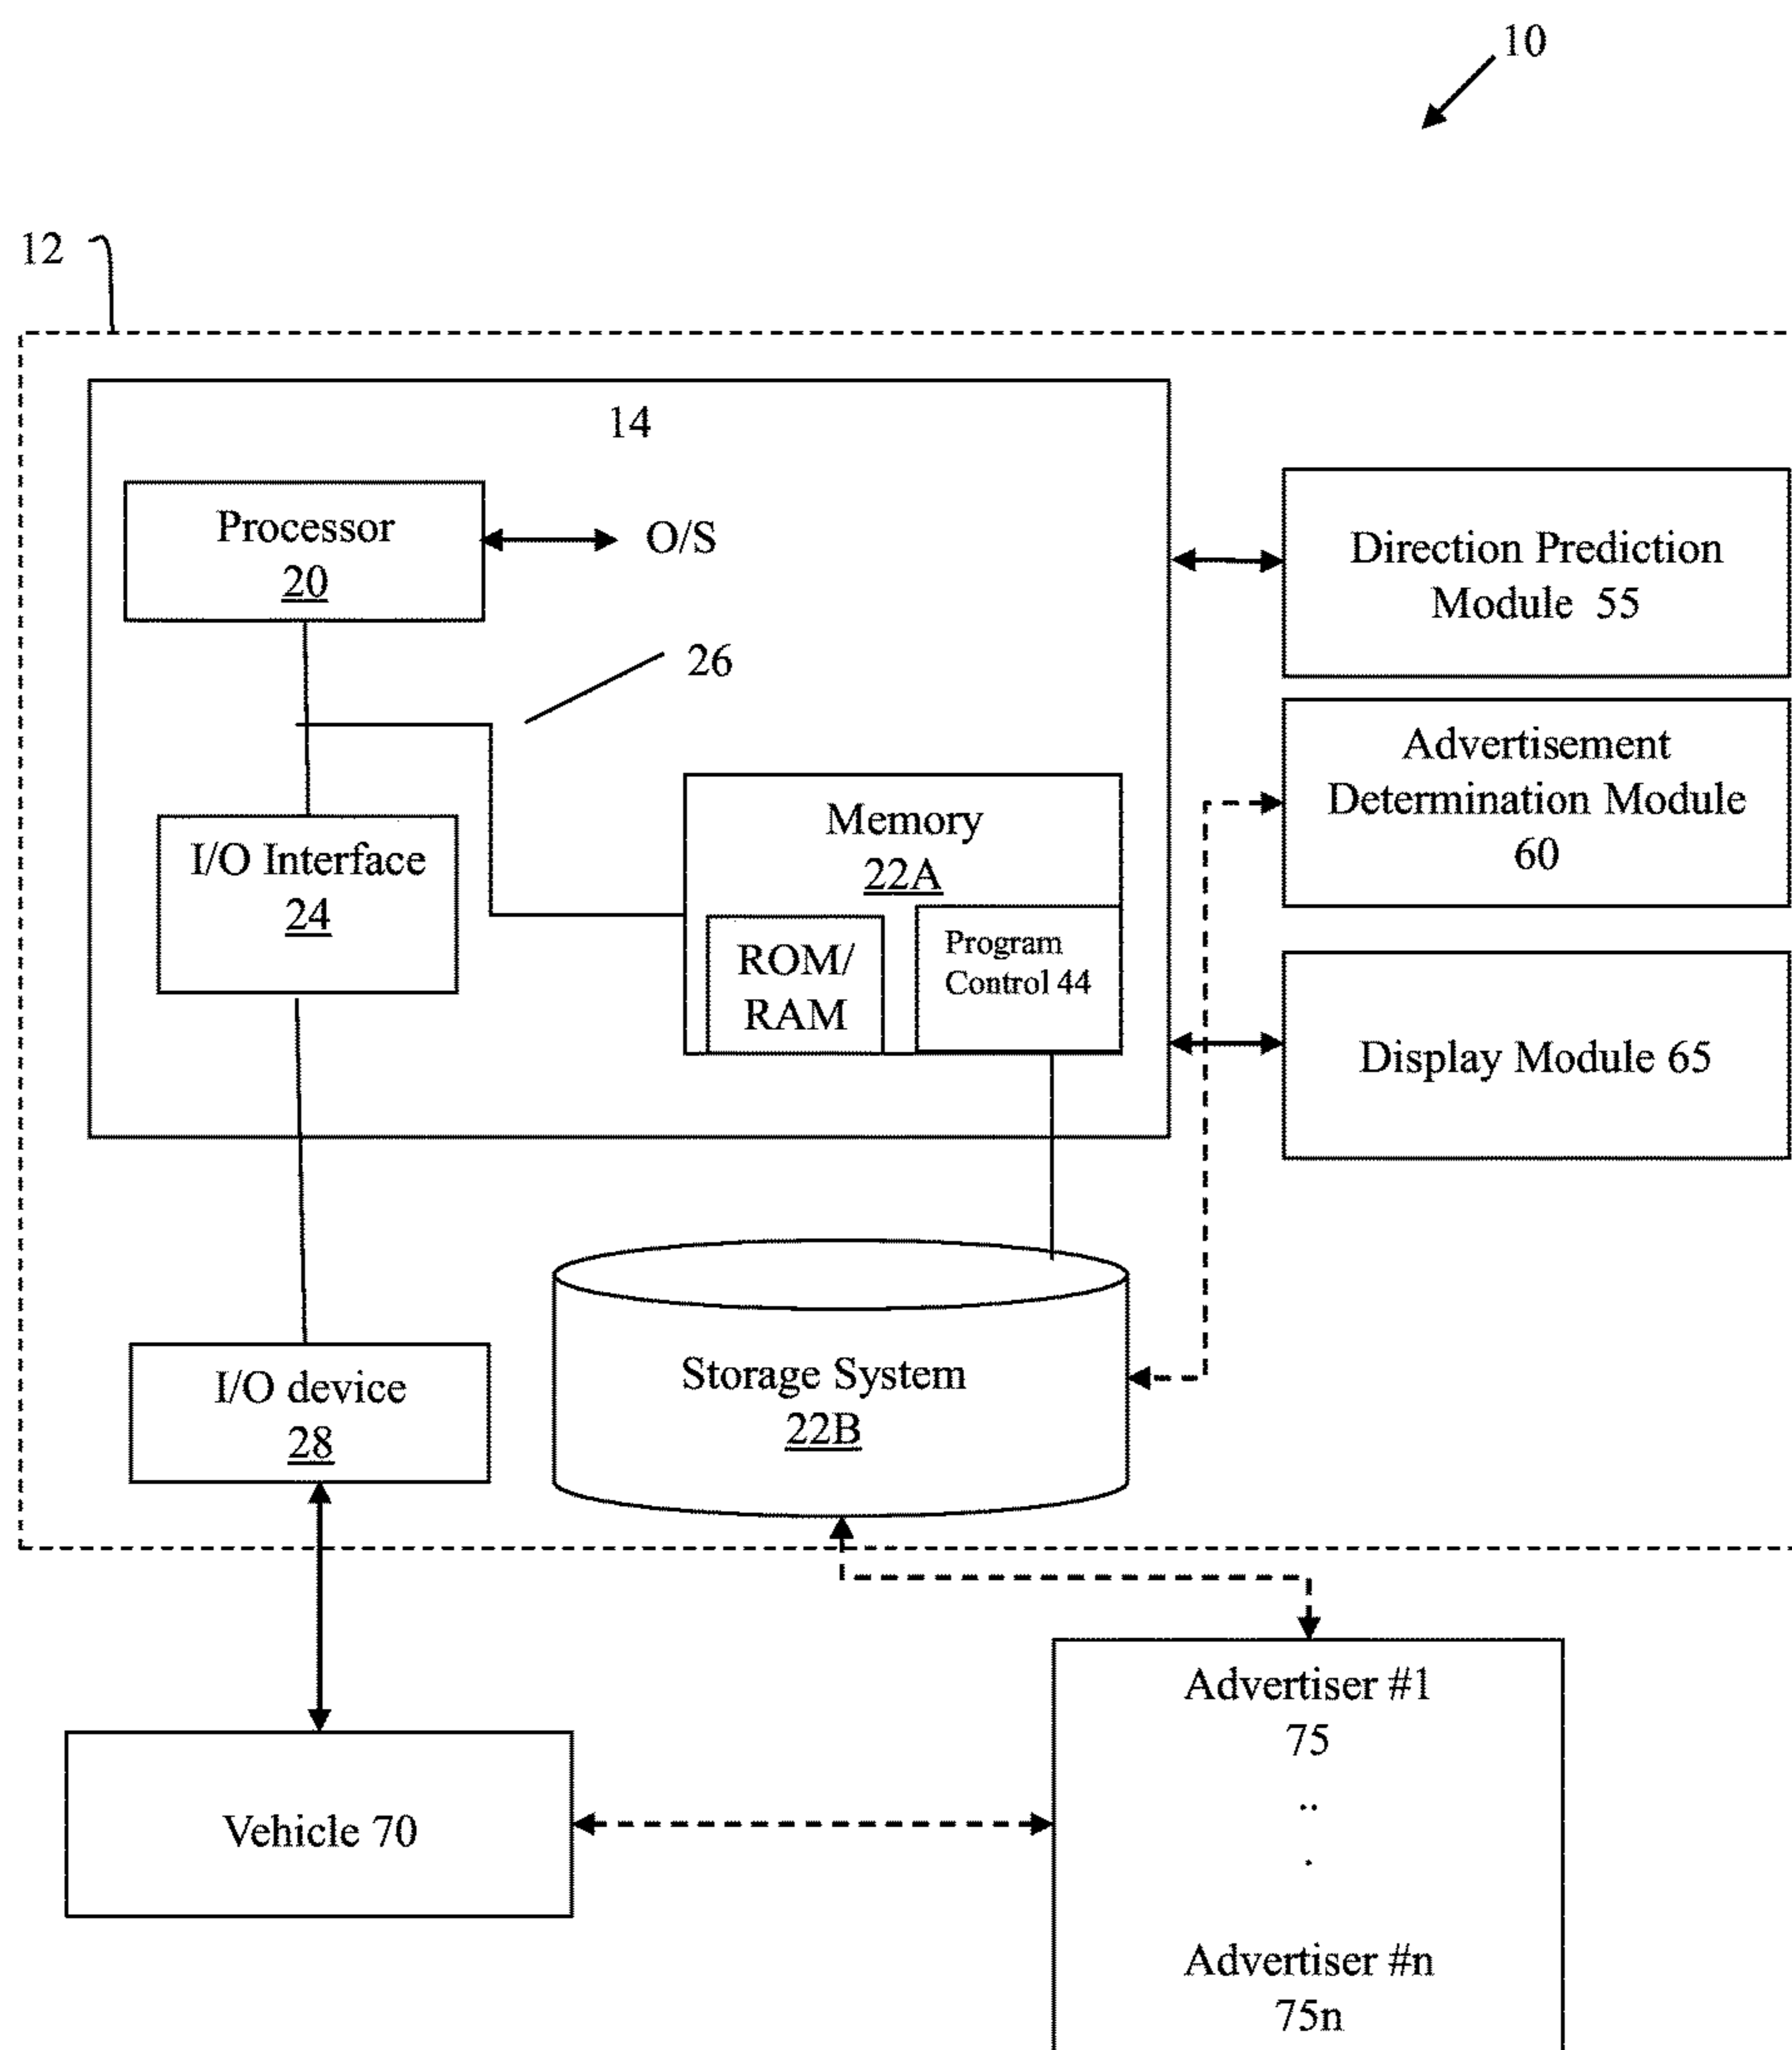 10
12
14
Processor
20
O/S
26
I/O Interface
24
Memory
22A
ROM/
RAM
Program
Control 44
Direction Prediction
Module 55
Advertisement
Determination Module
60
Display Module 65
Storage System
22B
I/O device
28
Vehicle 70
Advertiser #1
75
..
.
Advertiser #n
75n